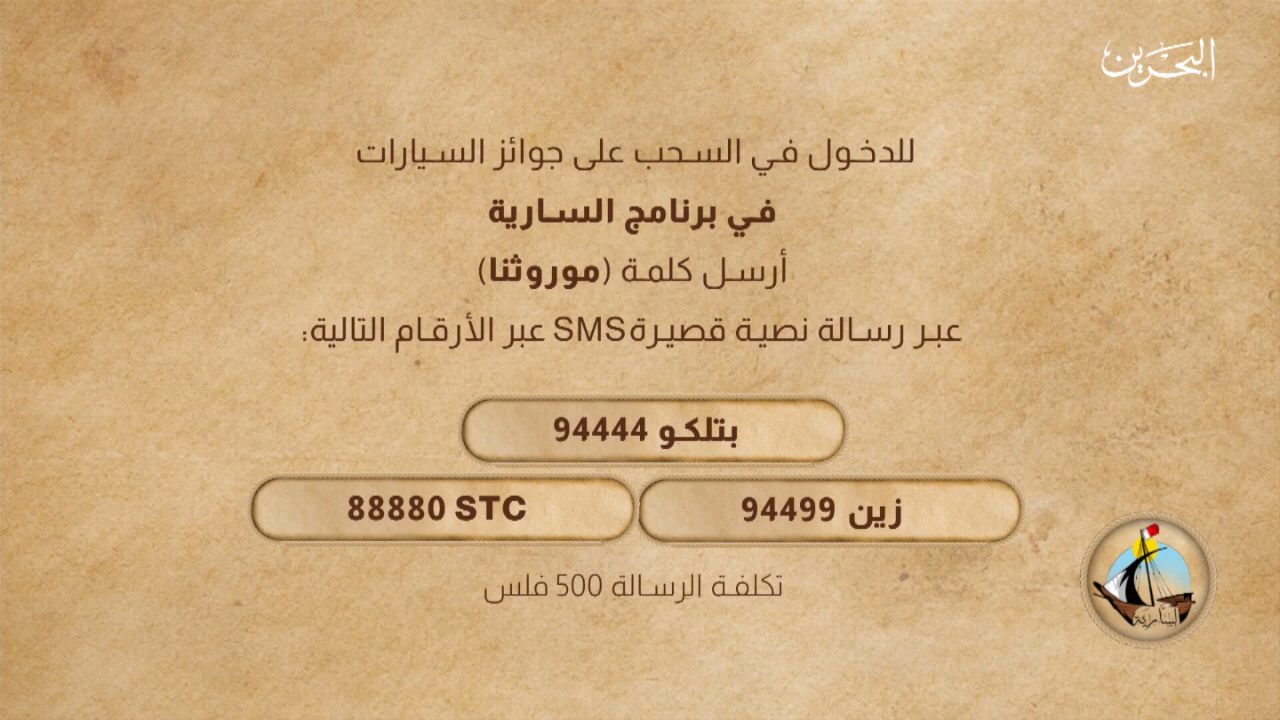 البحرين
للدخول في السحب على جوائز السيارات
في برنامج السارية
أرسل كلمة (موروثنا)
عبر رسالة نصية قصيرة SMS عبر الأرقام التالية:
بتلكو 94444
زين 94499
88880 STC
تكلفة الرسالة 500 فلس
السارية